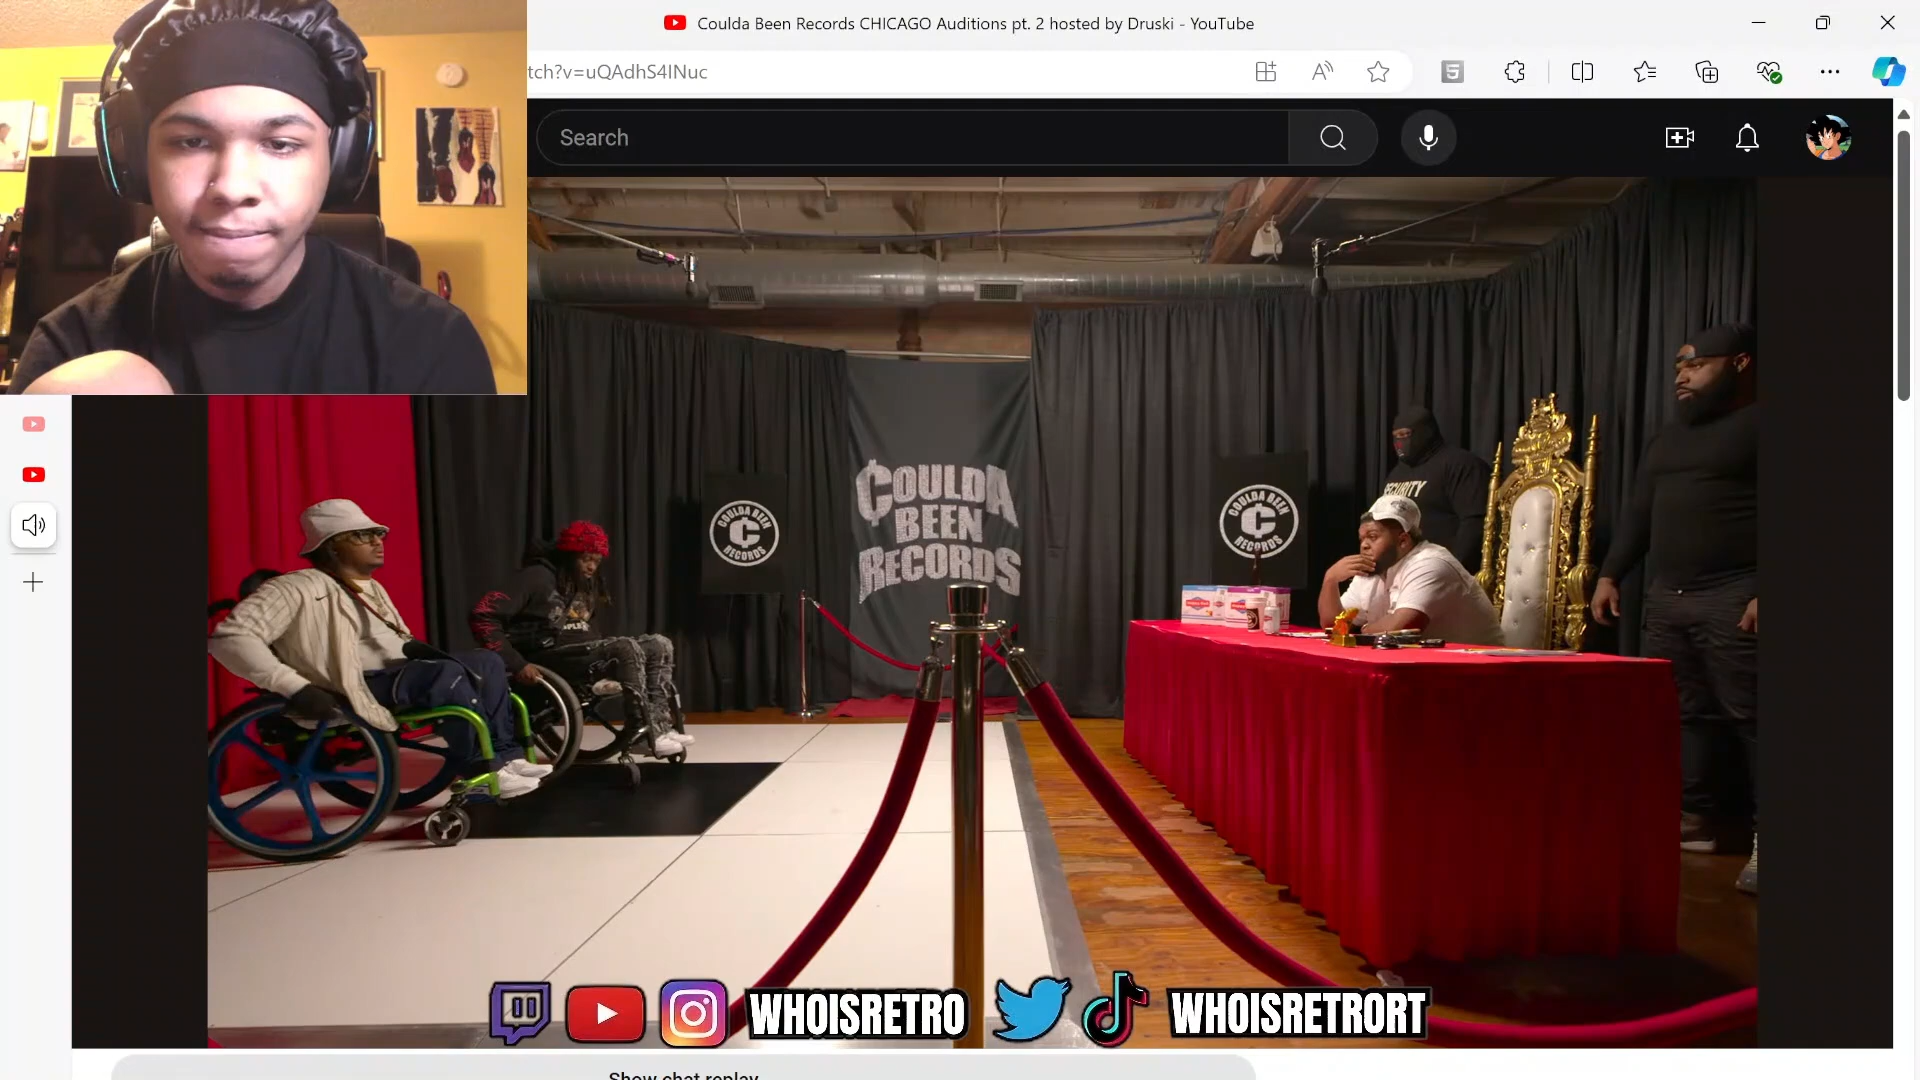 Coulda Been Records CHICAGO Auditions pt. 2 hosted by Druski - YouTube
tch?v=uQAdhS4INuc
Search
COULDA
BEEN
RECORDS
COULDA BEEN
RECORDS
COULDA BEEN
RECORDS
SECURITY
WHOISRETRO
WHOISRETRORT
Show chat replay